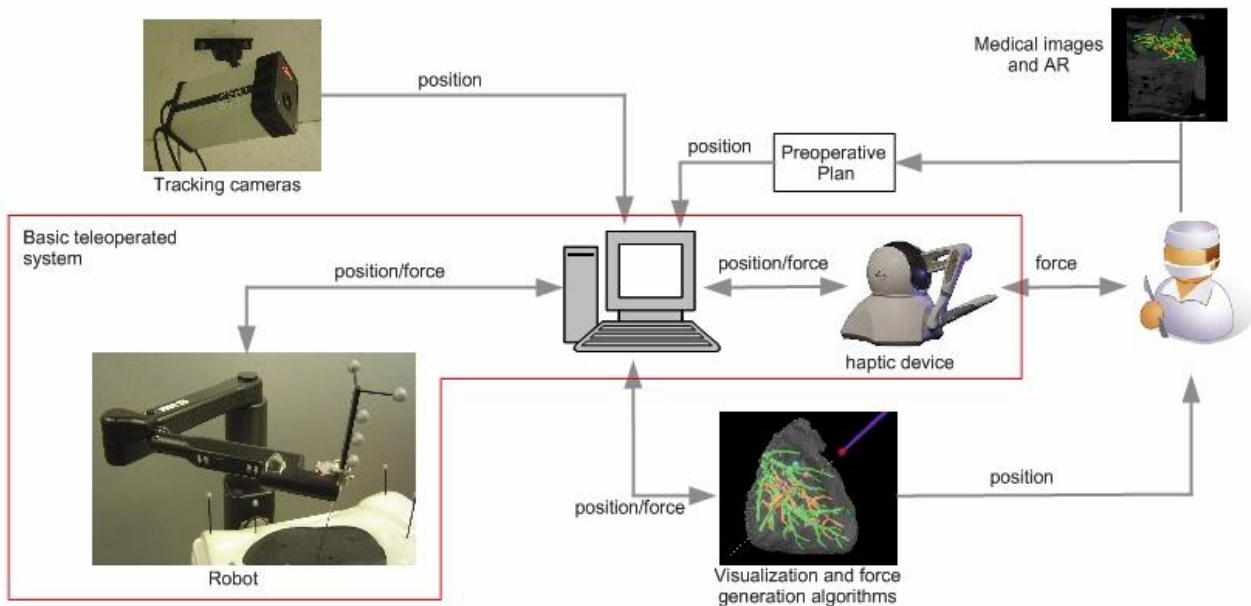 Medical images
and AR
position
position
Preoperative
Plan
Tracking cameras
Basic teleoperated
system
position/force
position/force
force
haptic device
position/force
position
Robot
Visualization and force
generation algorithms